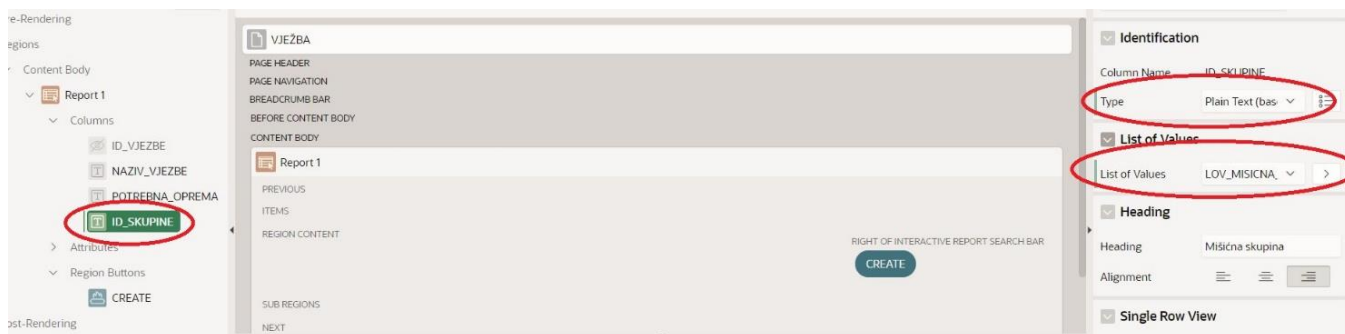 re-Rendering
egions
Content Body
Report 1
Columns
ID_VJEZBE
NAZIV_VJEZBE
POTREBNA_OPREMA
ID_SKUPINE
Attributes
Region Buttons
CREATE
ost-Rendering
VJEŽBA
PAGE HEADER
PAGE NAVIGATION
BREADCRUMB BAR
BEFORE CONTENT BODY
CONTENT BODY
Report 1
PREVIOUS
ITEMS
REGION CONTENT
RIGHT OF INTERACTIVE REPORT SEARCH BAR
CREATE
SUB REGIONS
NEXT
Identification
Column Name ID_SKUPINE
Type Plain Text (bas
List of Values
List of Values LOV_MISICNA_
Heading
Heading Mišićna skupina
Alignment
Single Row View